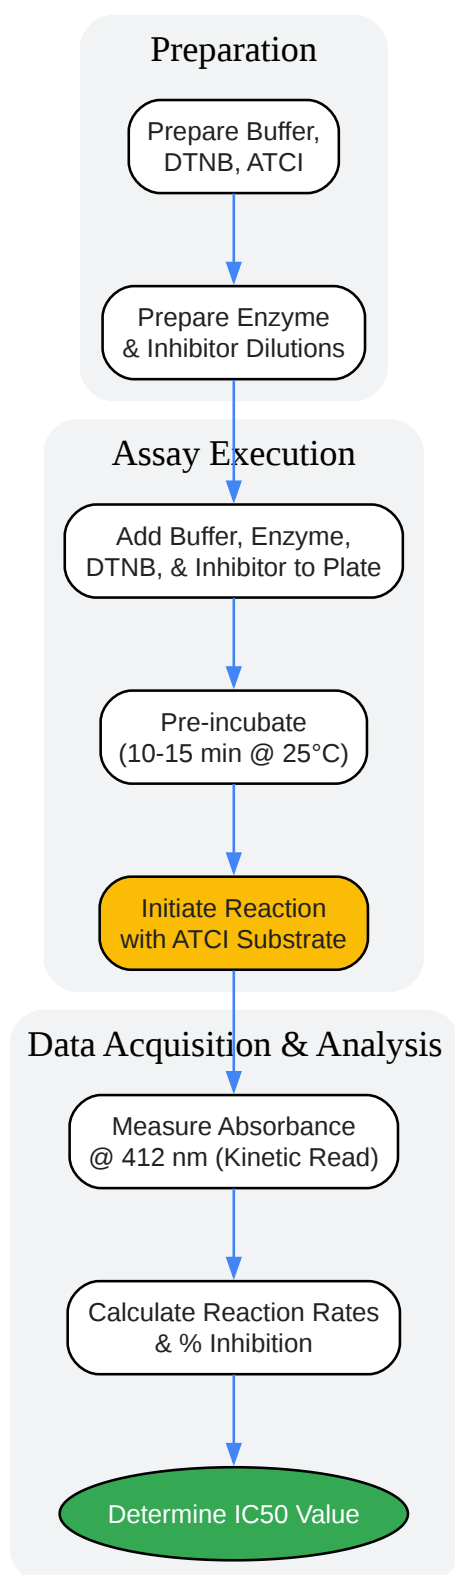 Preparation
Prepare Buffer,
DTNB, ATCI
Prepare Enzyme
& Inhibitor Dilutions
Assay Execution
Add Buffer, Enzyme,
DTNB, & Inhibitor to Plate
Pre-incubate
(10-15 min @ 25°C)
Initiate Reaction
with ATCI Substrate
Data Acquisition & Analysis
Measure Absorbance
@ 412 nm (Kinetic Read)
Calculate Reaction Rates
& % Inhibition
Determine IC50 Value